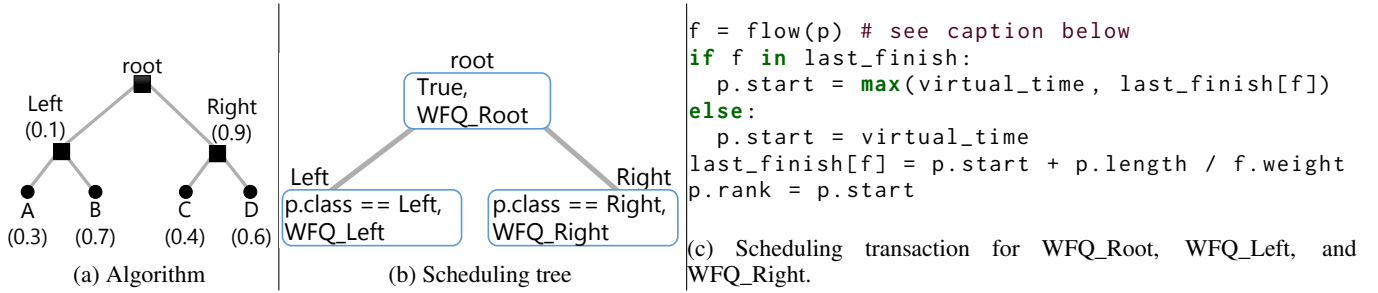 root
Left
(0.1)
Right
(0.9)
A
B
C
D
(0.3)
(0.7)
(0.4)
(0.6)
(a) Algorithm
root
True,
WFQ_Root
Left
Right
p.class == Left,
WFQ_Left
p.class == Right,
WFQ_Right
(b) Scheduling tree
f = flow(p) # see caption below
if f in last_finish:
  p.start = max(virtual_time, last_finish[f])
else:
  p.start = virtual_time
last_finish[f] = p.start + p.length / f.weight
p.rank = p.start
(c) Scheduling transaction for WFQ_Root, WFQ_Left, and
WFQ_Right.